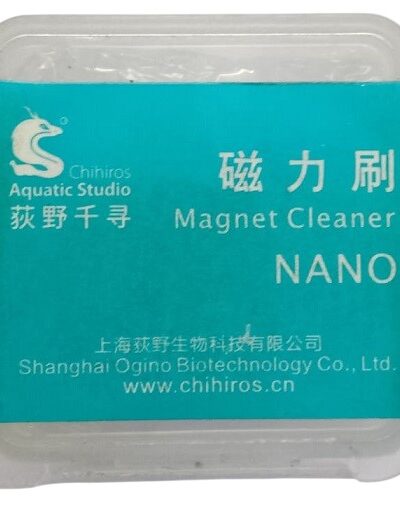 Chihiros
Aquatic Studio
荻野千寻
磁力刷
Magnet Cleaner
NANO
上海荻野生物科技有限公司
Shanghai Ogino Biotechnology Co., Ltd.
www.chihiros.cn